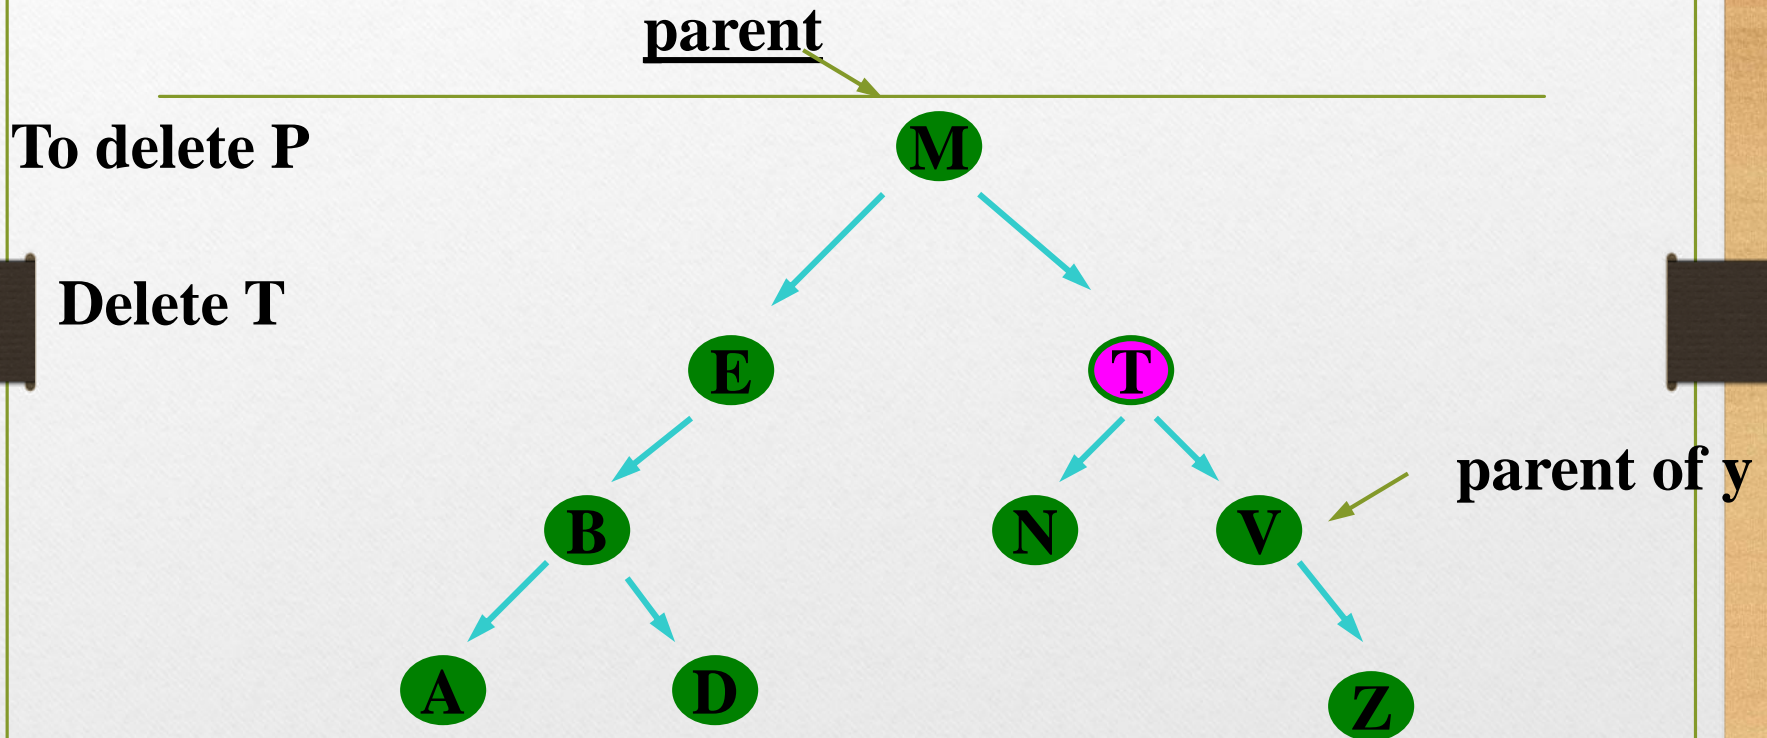 parent
To delete P
M
Delete T
E
T
parent of y
B
N
V
A
D
Z